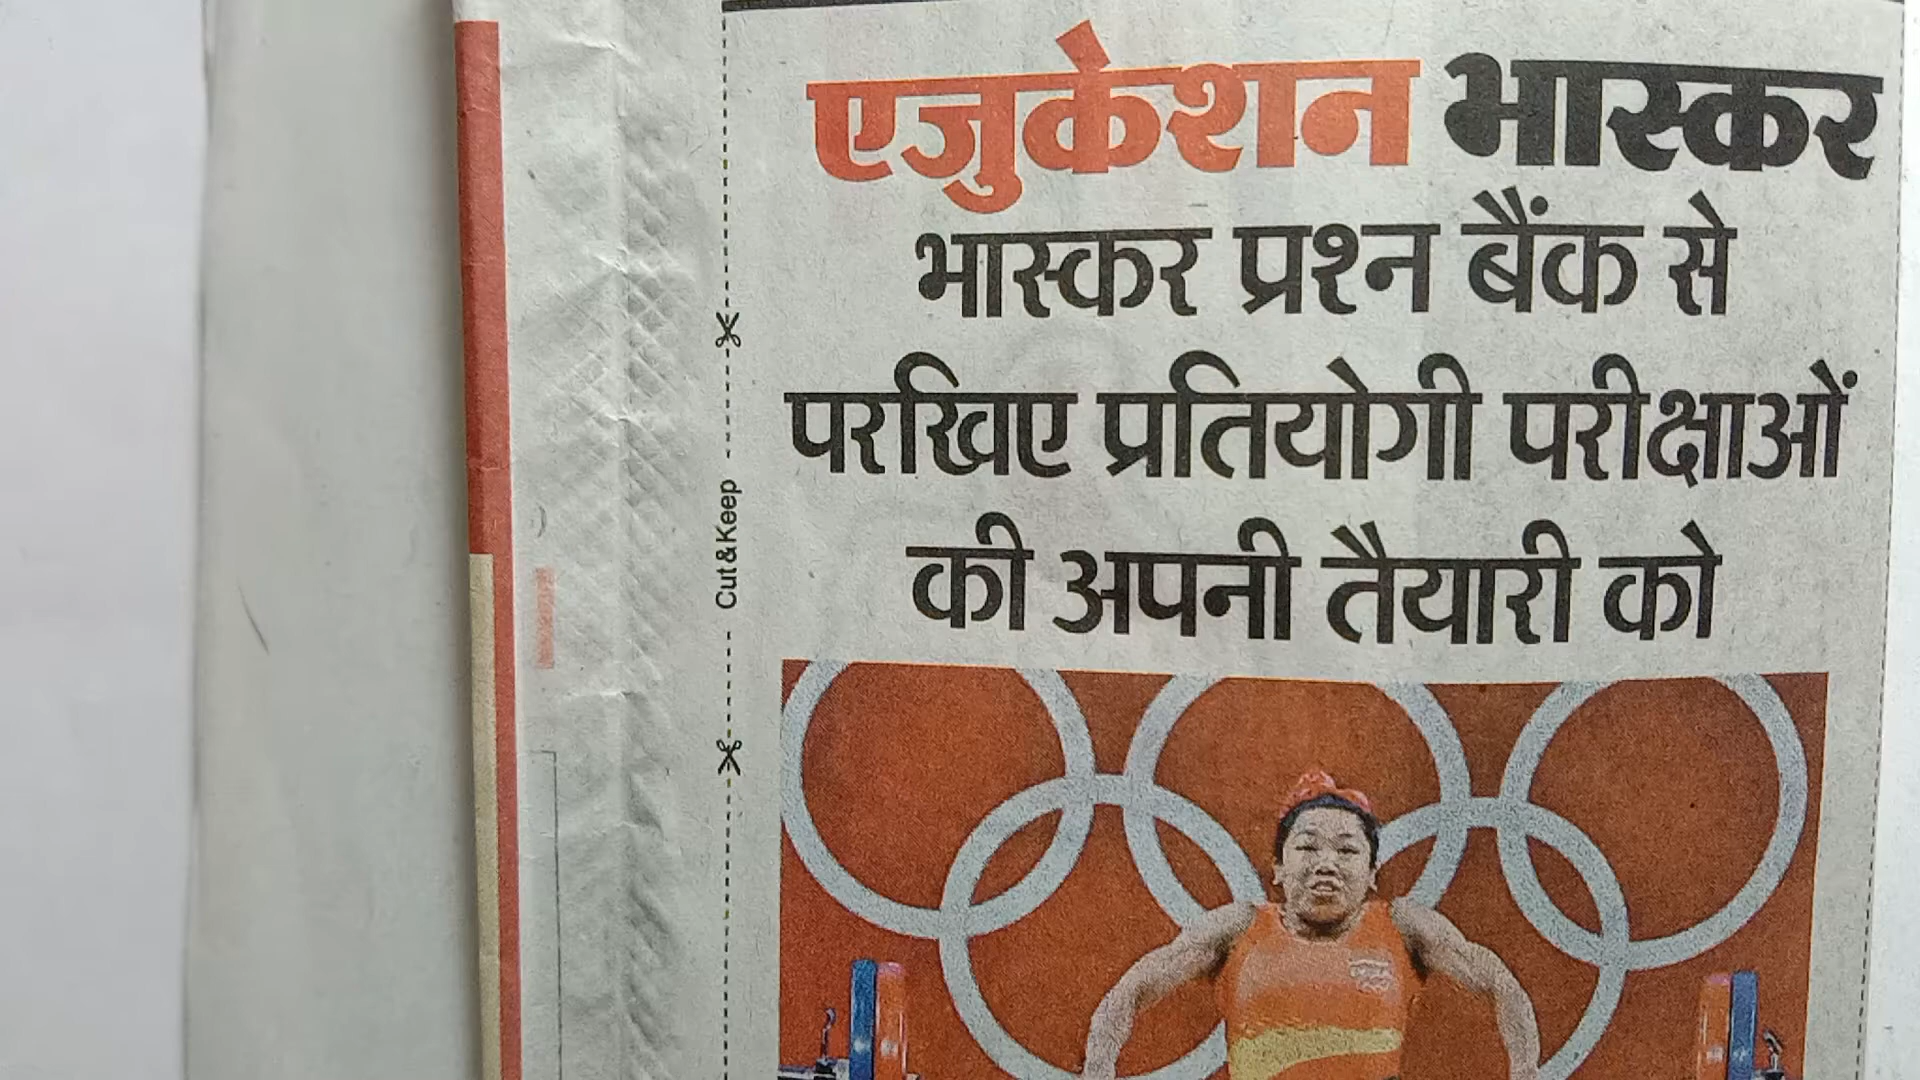 एजुकेशन भास्कर
भास्कर प्रश्न बैंक से
परखिए प्रतियोगी परीक्षाओं
की अपनी तैयारी को
Cut & Keep